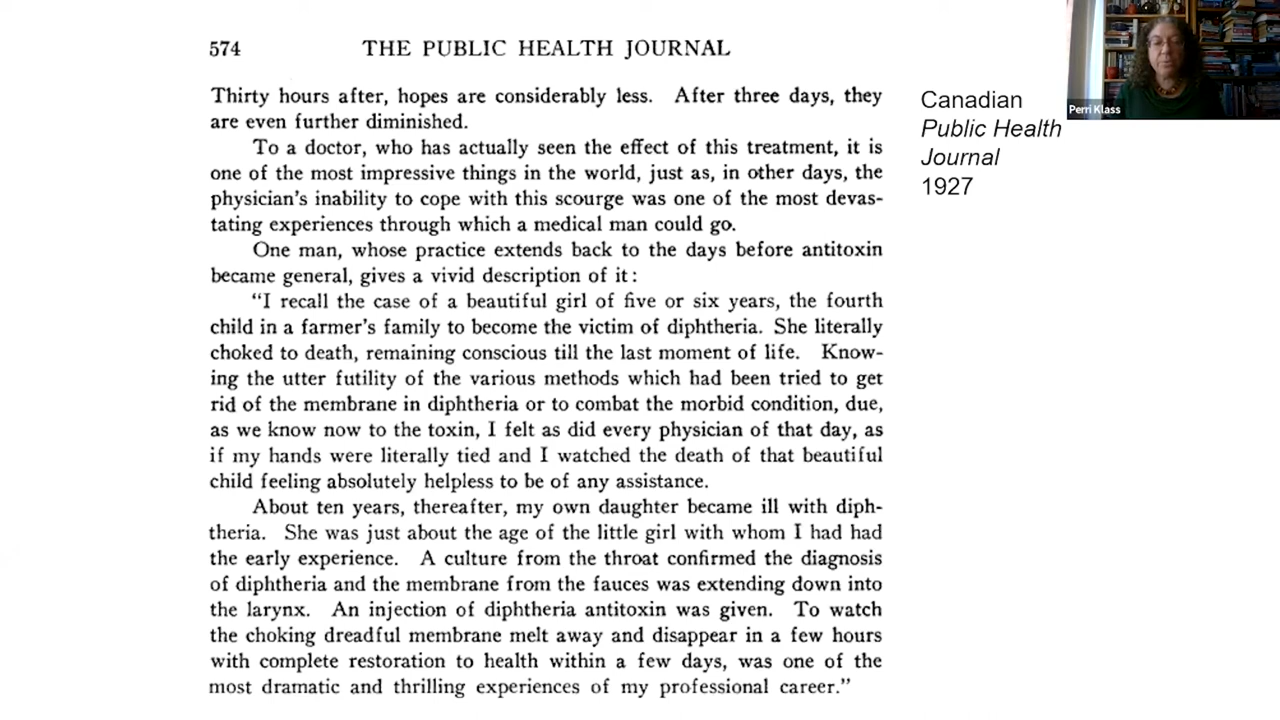 574 THE PUBLIC HEALTH JOURNAL
Thirty hours after, hopes are considerably less. After three days, they
are even further diminished.
To a doctor, who has actually seen the effect of this treatment, it is
one of the most impressive things in the world, just as, in other days, the
physician's inability to cope with this scourge was one of the most devas-
tating experiences through which a medical man could go.
One man, whose practice extends back to the days before antitoxin
became general, gives a vivid description of it:
"I recall the case of a beautiful girl of five or six years, the fourth
child in a farmer's family to become the victim of diphtheria. She literally
choked to death, remaining conscious till the last moment of life. Know-
ing the utter futility of the various methods which had been tried to get
rid of the membrane in diphtheria or to combat the morbid condition, due,
as we know now to the toxin, I felt as did every physician of that day, as
if my hands were literally tied and I watched the death of that beautiful
child feeling absolutely helpless to be of any assistance.
About ten years, thereafter, my own daughter became ill with diph-
theria. She was just about the age of the little girl with whom I had had
the early experience. A culture from the throat confirmed the diagnosis
of diphtheria and the membrane from the fauces was extending down into
the larynx. An injection of diphtheria antitoxin was given. To watch
the choking dreadful membrane melt away and disappear in a few hours
with complete restoration to health within a few days, was one of the
most dramatic and thrilling experiences of my professional career."
Canadian
Public Health
Journal
1927
Perri Klass